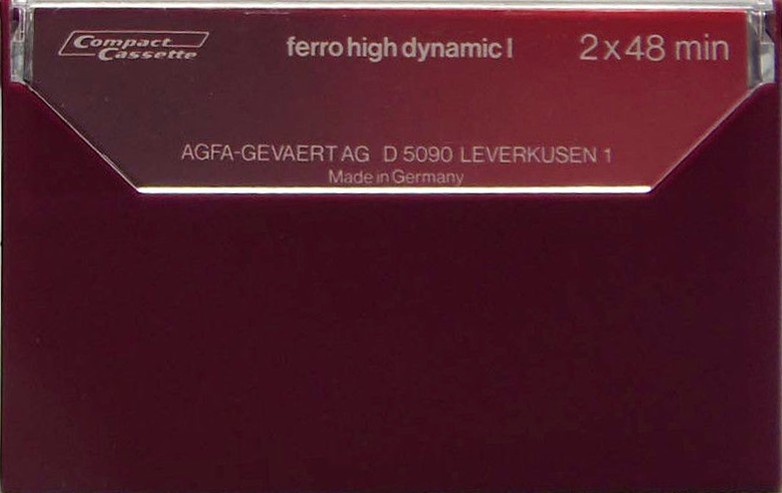 Compact Cassette
ferro high dynamic I
2 x 48 min
AGFA-GEVAERT AG D 5090 LEVERKUSEN 1
Made in Germany